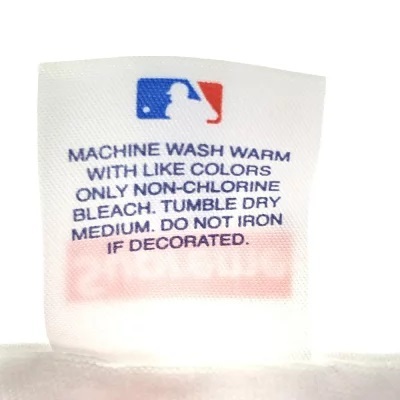 MACHINE WASH WARM
WITH LIKE COLORS
ONLY NON-CHLORINE
BLEACH. TUMBLE DRY
MEDIUM. DO NOT IRON
IF DECORATED.